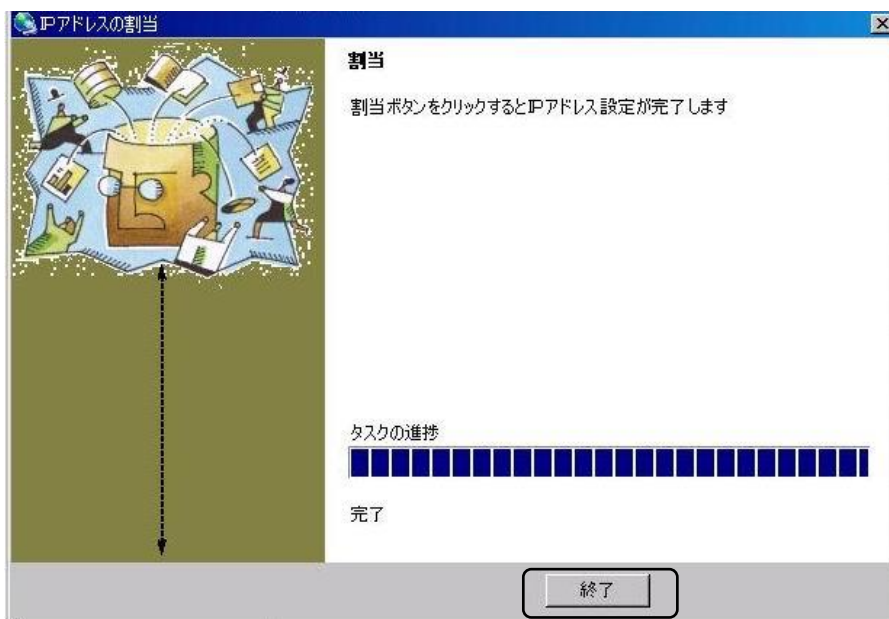 IPアドレスの割当
割当
割当ボタンをクリックするとIPアドレス設定が完了します
タスクの進捗
完了
終了